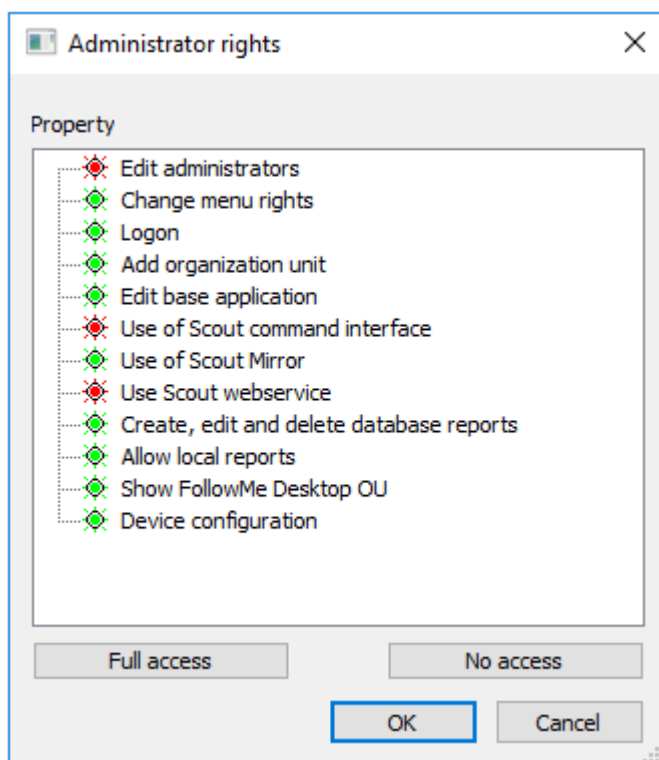 Administrator rights
Property
Edit administrators
Change menu rights
Logon
Add organization unit
Edit base application
Use of Scout command interface
Use of Scout Mirror
Use Scout webservice
Create, edit and delete database reports
Allow local reports
Show FollowMe Desktop OU
Device configuration
Full access
No access
OK
Cancel